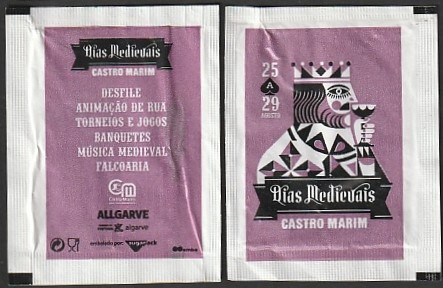 Dias Medievais
CASTRO MARIM
DESFILE
ANIMAÇÃO DE RUA
TORNEIOS E JOGOS
BANQUETES
MÚSICA MEDIEVAL
FALCOARIA
ALLGARVE
algarve
embalado por:
25
A
29
AGOSTO
Dias Medievais
CASTRO MARIM